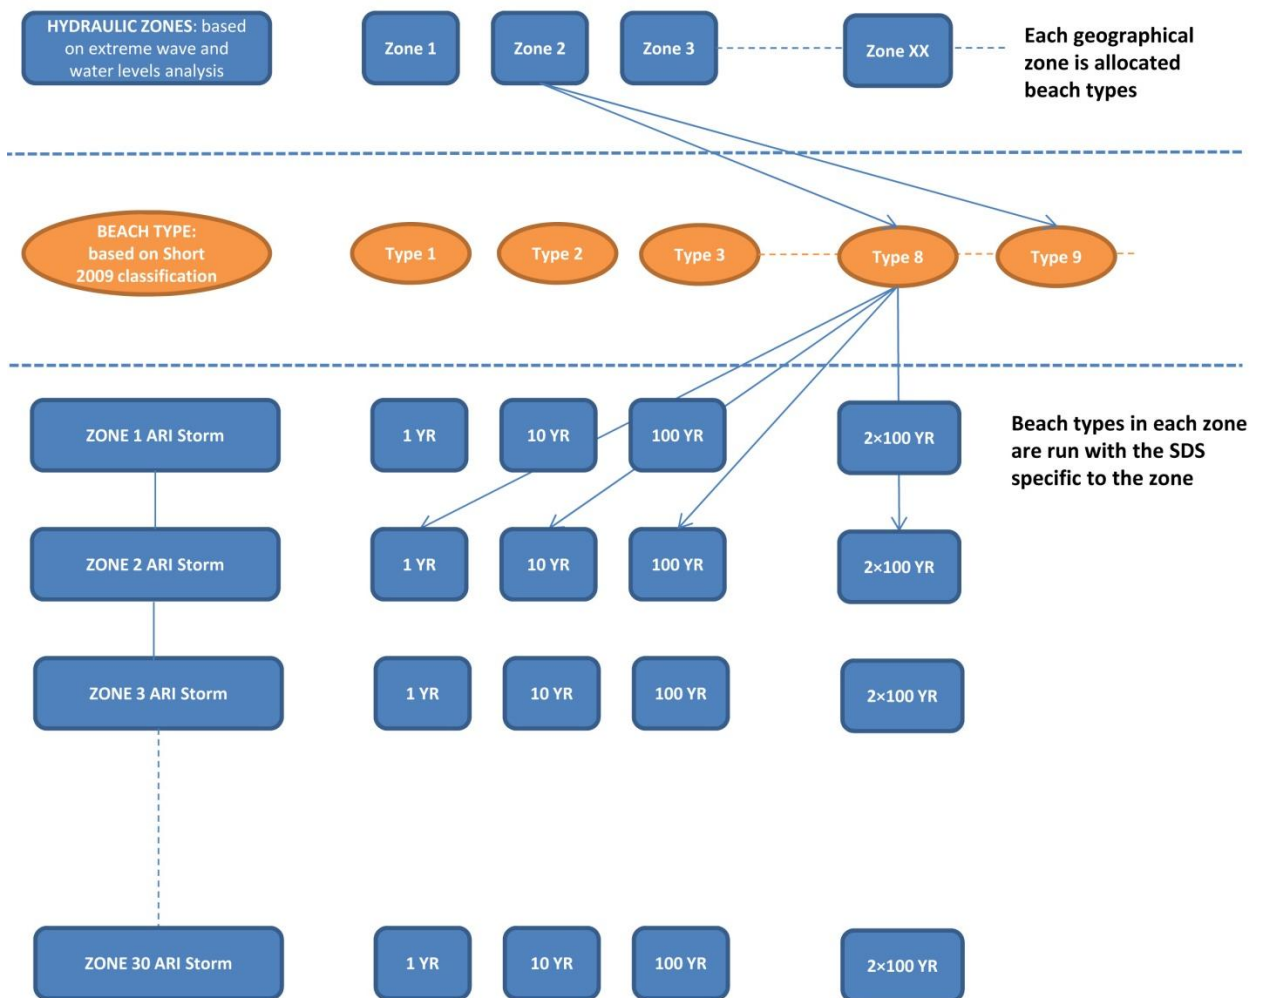 HYDRAULIC ZONES: based
on extreme wave and
water levels analysis
Zone 1
Zone 2
Zone 3
Zone XX
Each geographical
zone is allocated
beach types
BEACH TYPE:
based on Short
2009 classification
Type 1
Type 2
Type 3
Type 8
Type 9
ZONE 1 ARI Storm
1 YR
10 YR
100 YR
2×100 YR
Beach types in each zone
are run with the SDS
specific to the zone
ZONE 2 ARI Storm
1 YR
10 YR
100 YR
2×100 YR
ZONE 3 ARI Storm
1 YR
10 YR
100 YR
2×100 YR
ZONE 30 ARI Storm
1 YR
10 YR
100 YR
2×100 YR